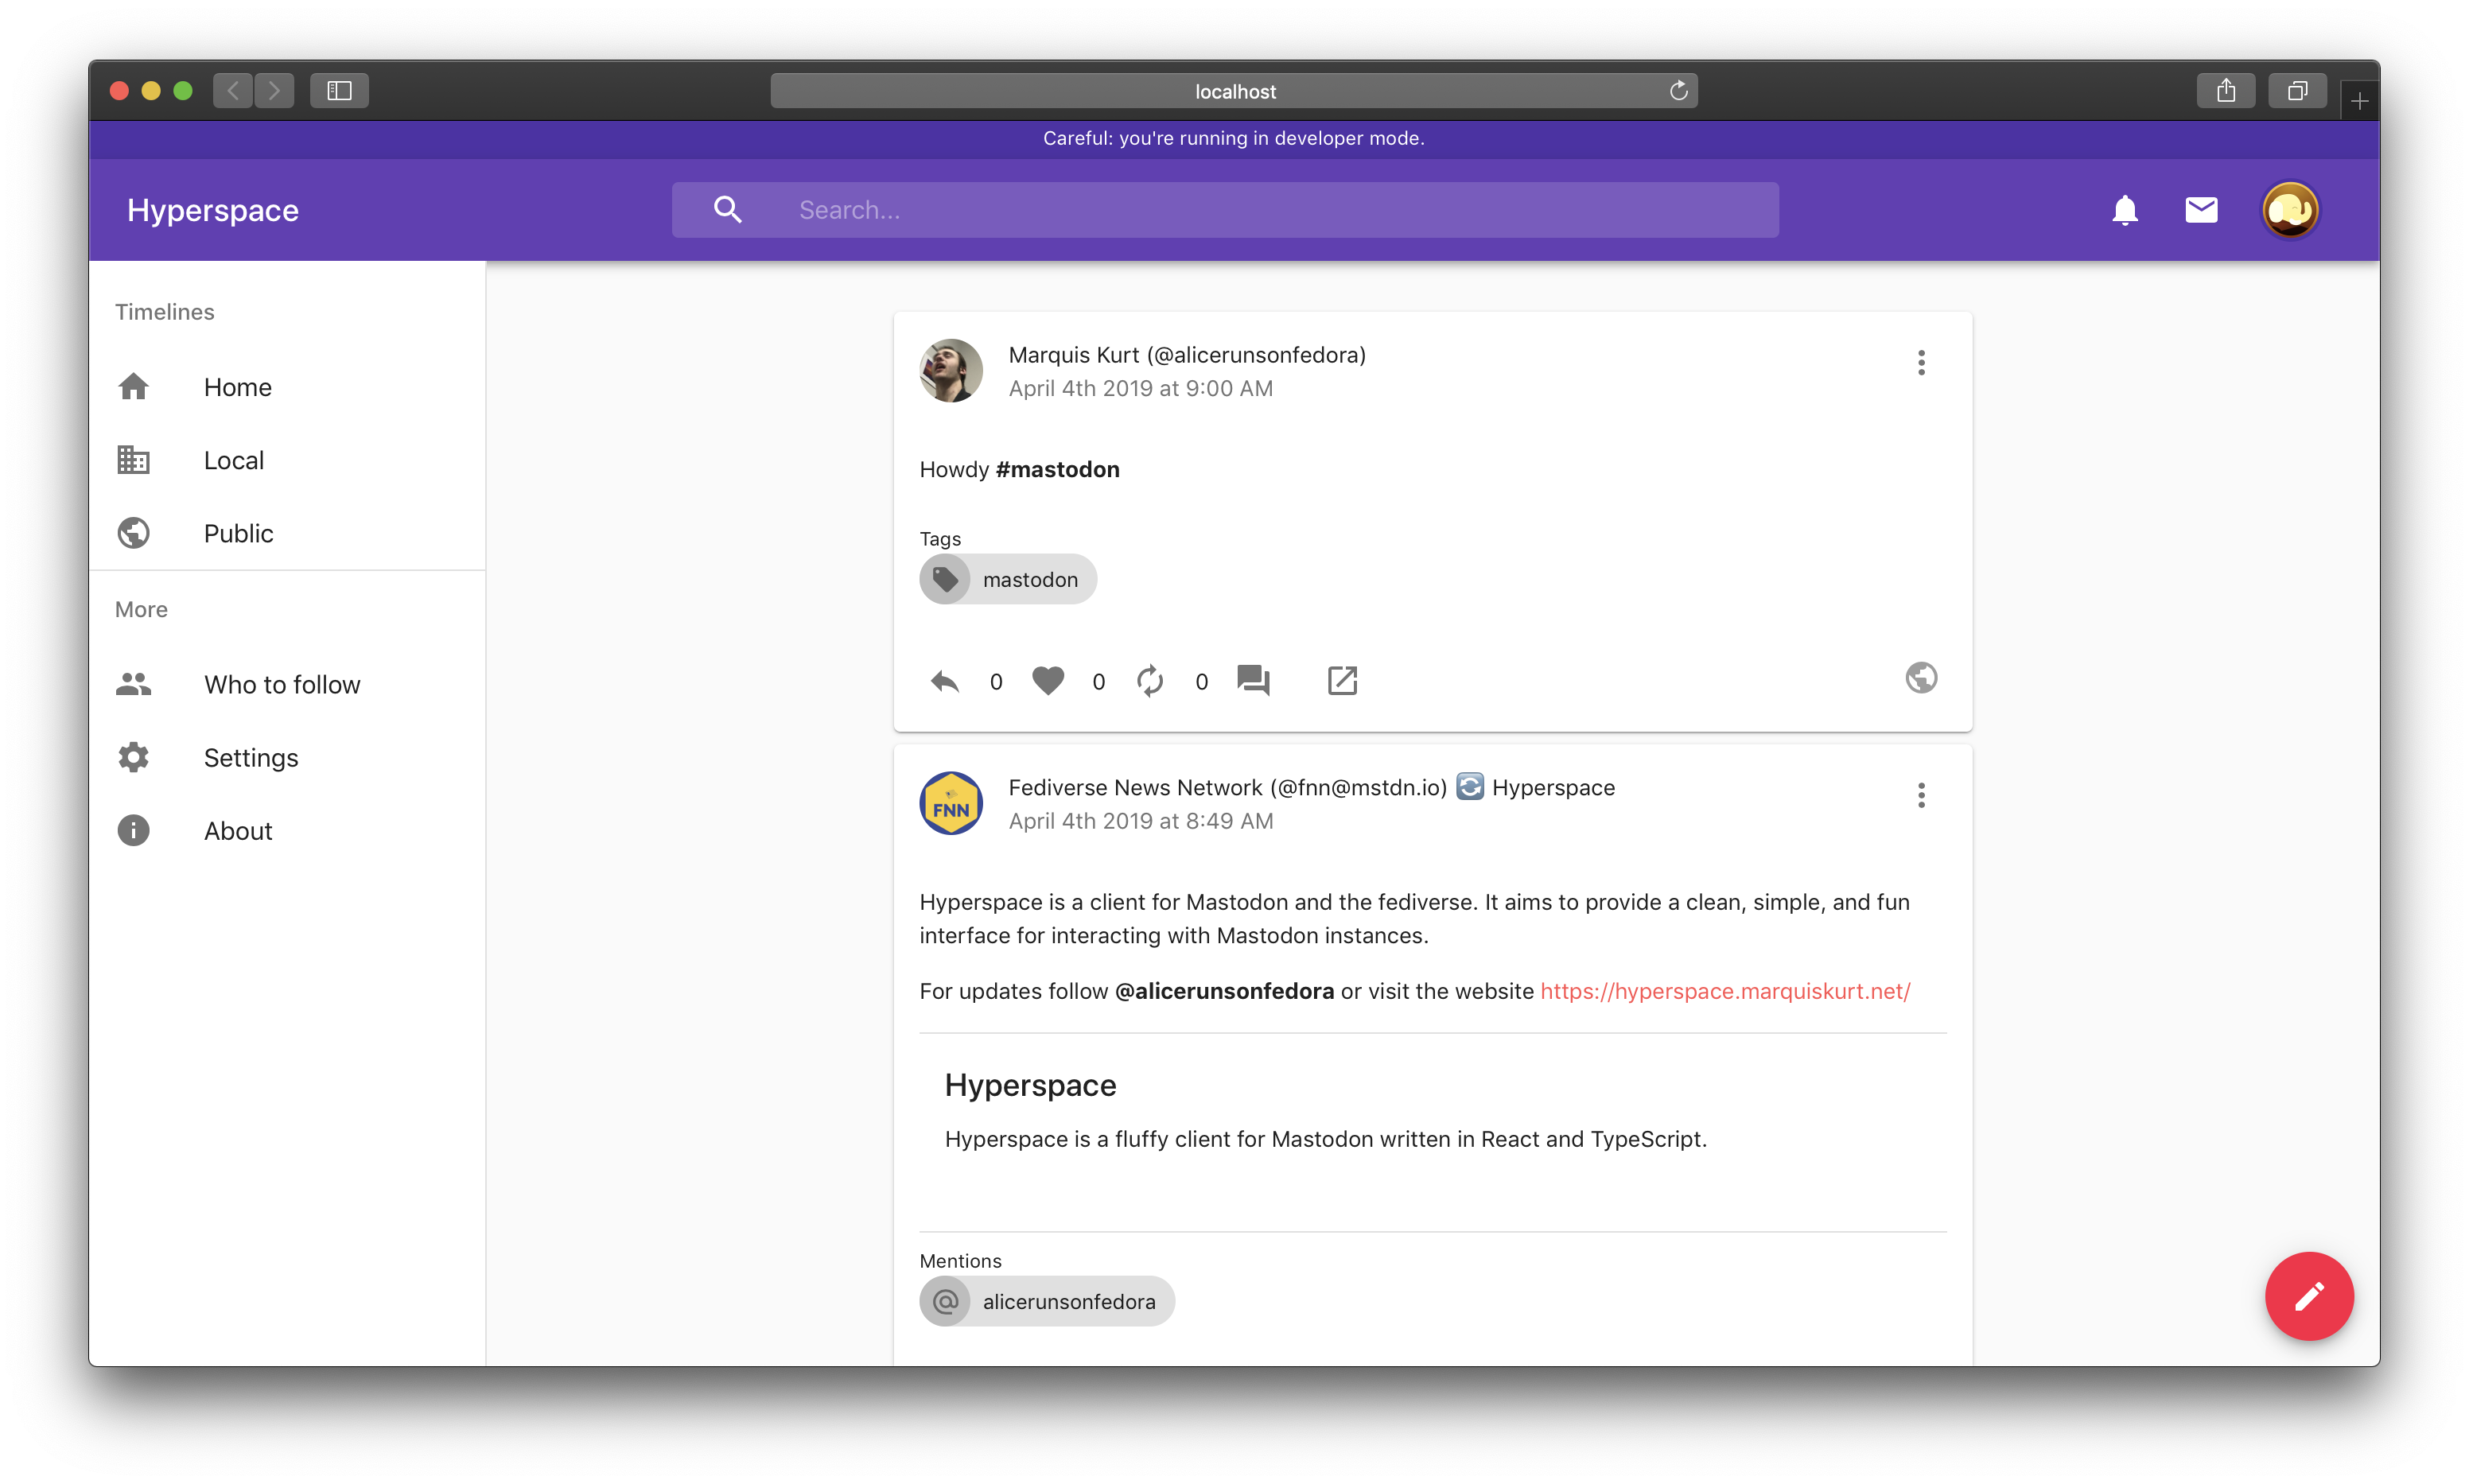 localhost
Careful: you're running in developer mode.
Hyperspace
Search...
Timelines
Home
Local
Public
More
Who to follow
Settings
About
Marquis Kurt (@alicerunsonfedora)
April 4th 2019 at 9:00 AM
Howdy #mastodon
Tags
mastodon
0 0 0
FNN
Fediverse News Network (@fnn@mstdn.io) 🔄 Hyperspace
April 4th 2019 at 8:49 AM
Hyperspace is a client for Mastodon and the fediverse. It aims to provide a clean, simple, and fun
interface for interacting with Mastodon instances.
For updates follow @alicerunsonfedora or visit the website https://hyperspace.marquiskurt.net/
Hyperspace
Hyperspace is a fluffy client for Mastodon written in React and TypeScript.
Mentions
@ alicerunsonfedora